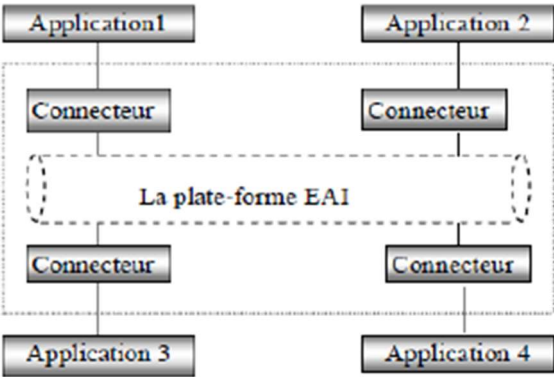 Application1
Application 2
Connecteur
Connecteur
La plate-forme EAI
Connecteur
Connecteur
Application 3
Application 4